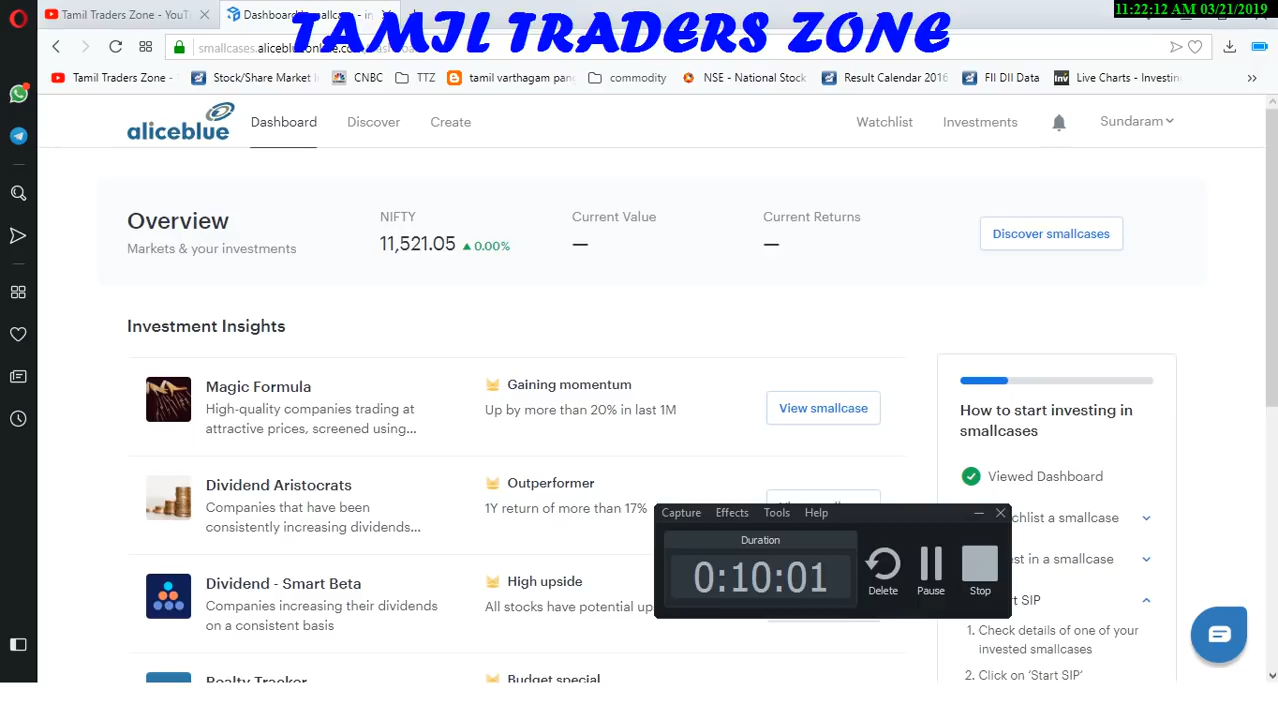 Tamil Traders Zone - YouT
Dashboard
TAMIL TRADERS ZONE
11:22:12 AM 03/21/2019
Tamil Traders Zone -
Stock/Share Market
CNBC
TTZ
tamil varthagam pan
commodity
NSE - National Stock
Result Calendar 2016
FII DII Data
Live Charts - Investin
aliceblue
Dashboard
Discover
Create
Watchlist
Investments
Sundaram
Overview
Markets & your investments
NIFTY
11,521.05 ▲ 0.00%
Current Value
—
Current Returns
—
Discover smallcases
Investment Insights
Magic Formula
High-quality companies trading at
attractive prices, screened using...
Gaining momentum
Up by more than 20% in last 1M
View smallcase
Dividend Aristocrats
Companies that have been
consistently increasing dividends...
Outperformer
1Y return of more than 17%
Dividend - Smart Beta
Companies increasing their dividends
on a consistent basis
High upside
All stocks have potential up
Realty Tracker
Budget special
How to start investing in
smallcases
Viewed Dashboard
chlist a smallcase
est in a smallcase
rt SIP
1. Check details of one of your
invested smallcases
2. Click on 'Start SIP'
Capture Effects Tools Help
Duration
0:10:01
Delete
Pause
Stop